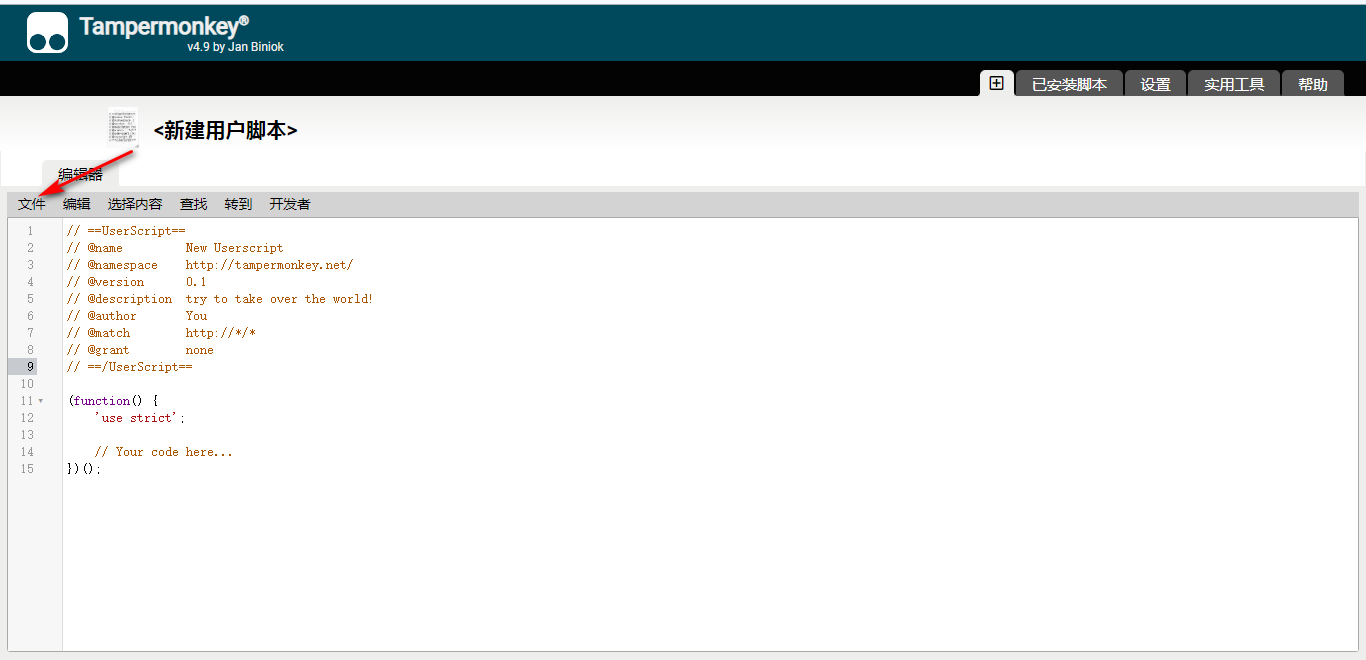 Tampermonkey®
v4.9 by Jan Biniok
已安装脚本 设置 实用工具 帮助
<新建用户脚本>
编辑器
文件 编辑 选择内容 查找 转到 开发者
1 // ==UserScript==
2 // @name         New Userscript
3 // @namespace    http://tampermonkey.net/
4 // @version      0.1
5 // @description  try to take over the world!
6 // @author       You
7 // @match        http://*/*
8 // @grant        none
9 // ==/UserScript==
10
11 (function() {
12     'use strict';
13
14     // Your code here...
15 })();